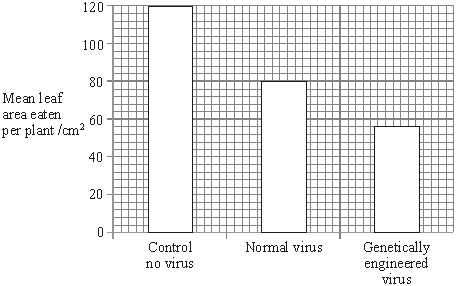 120
100
80
60
40
20
0
Mean leaf
area eaten
per plant /cm²
Control
no virus
Normal virus
Genetically
engineered
virus